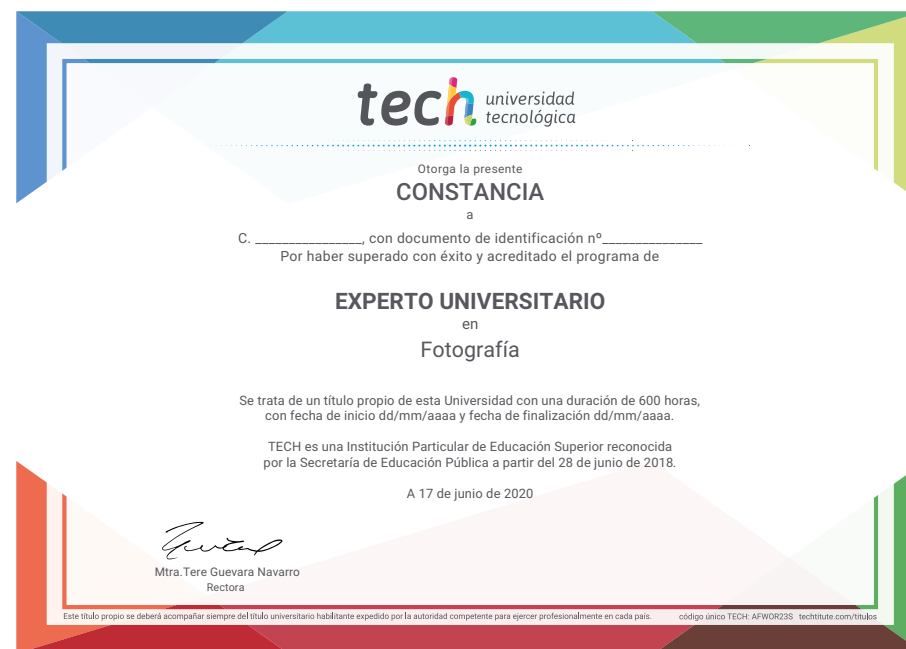 tech universidad
tecnológica
Otorga la presente
CONSTANCIA
a
C. ________________, con documento de identificación nº_______________
Por haber superado con éxito y acreditado el programa de
EXPERTO UNIVERSITARIO
en
Fotografía
Se trata de un título propio de esta Universidad con una duración de 600 horas,
con fecha de inicio dd/mm/aaaa y fecha de finalización dd/mm/aaaa.
TECH es una Institución Particular de Educación Superior reconocida
por la Secretaría de Educación Pública a partir del 28 de junio de 2018.
A 17 de junio de 2020
Mtra.Tere Guevara Navarro
Rectora
Este título propio se deberá acompañar siempre del título universitario habilitante expedido por la autoridad competente para ejercer profesionalmente en cada país. código único TECH: AFWOR23S techtitute.com/titulos